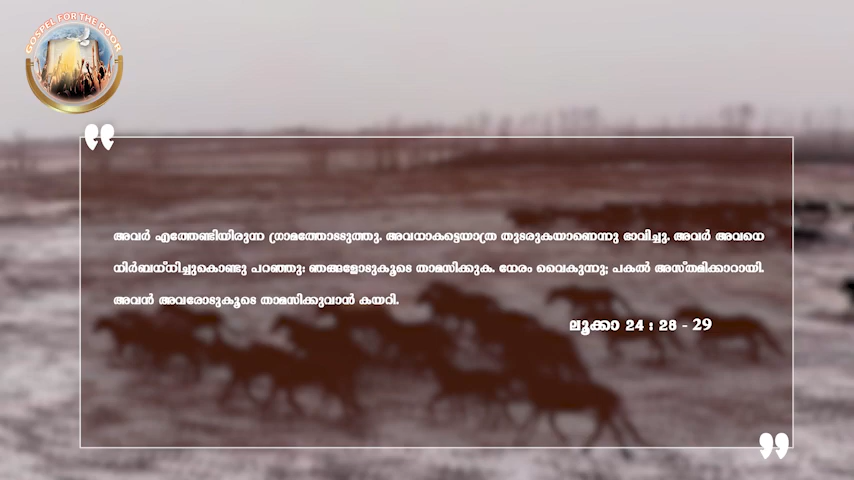 GOSPEL FOR THE POOR
അവർ എത്തേണ്ടിയിരുന്ന ഗ്രാമത്തോടടുത്തു. അവനാകട്ടെയാത്ര തുടരുകയാണെന്നു ഭാവിച്ചു. അവർ അവനെ
നിർബന്ന്ദിച്ചുകൊണ്ടു പറഞ്ഞു: ഞങ്ങളോടുകൂടെ താമസിക്കുക. നേരം വൈകുന്നു; പകൽ അസ്തമിക്കാറായി.
അവൻ അവരോടുകൂടെ താമസിക്കുവാൻ കയറി.
ലൂക്കാ 24 : 28 - 29